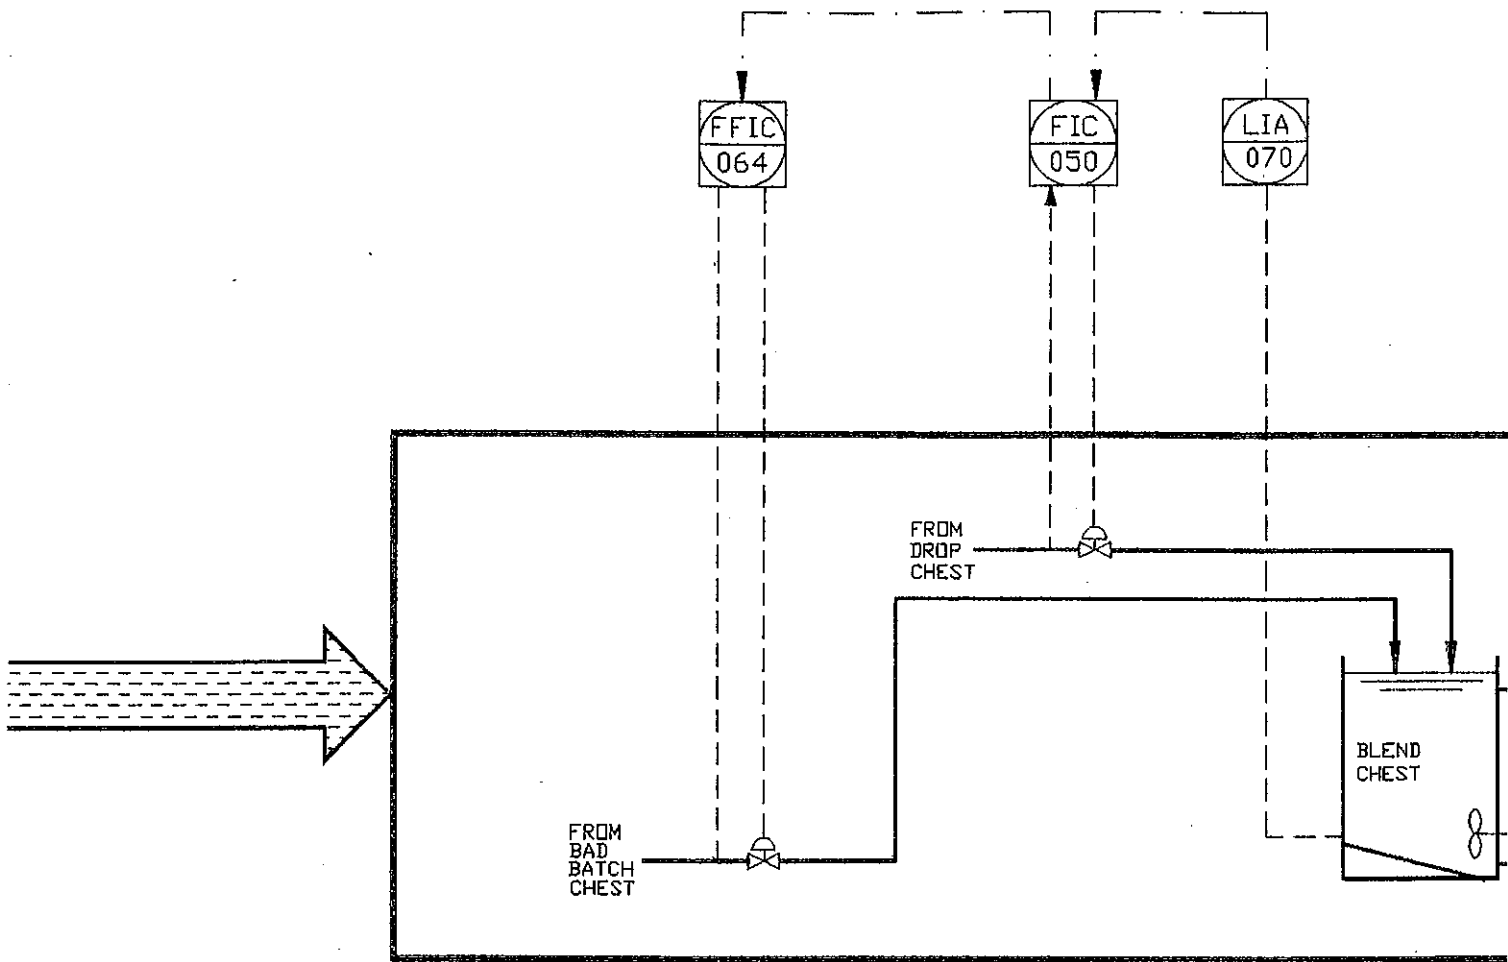 FFIC
064
FIC
050
LIA
070
FROM
DROP
CHEST
BLEND
CHEST
FROM
BAD
BATCH
CHEST